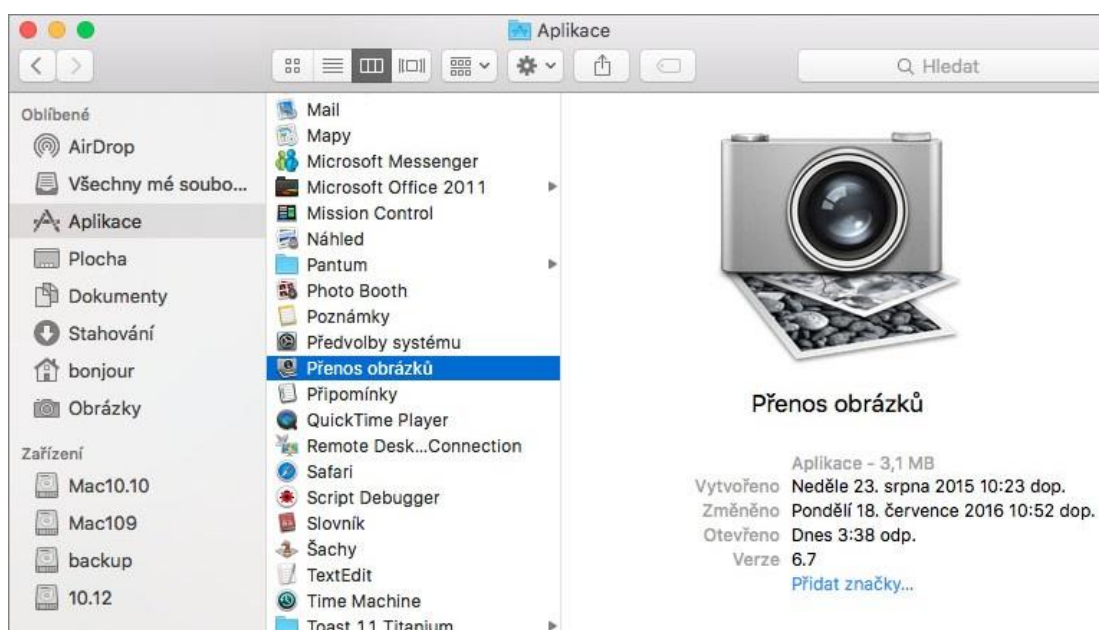 Aplikace
Hledat
Oblíbené
AirDrop
Všechny mé soubo...
Aplikace
Plocha
Dokumenty
Stahování
bonjour
Obrázky
Zařízení
Mac10.10
Mac109
backup
10.12
Mail
Mapy
Microsoft Messenger
Microsoft Office 2011
Mission Control
Náhled
Pantum
Photo Booth
Poznámky
Předvolby systému
Přenos obrázků
Připomínky
QuickTime Player
Remote Desk...Connection
Safari
Script Debugger
Slovník
Šachy
TextEdit
Time Machine
Toast 11 Titanium
Přenos obrázků
Aplikace - 3,1 MB
Vytvořeno Neděle 23. srpna 2015 10:23 dop.
Změněno Pondělí 18. července 2016 10:52 dop.
Otevřeno Dnes 3:38 odp.
Verze 6.7
Přidat značky...